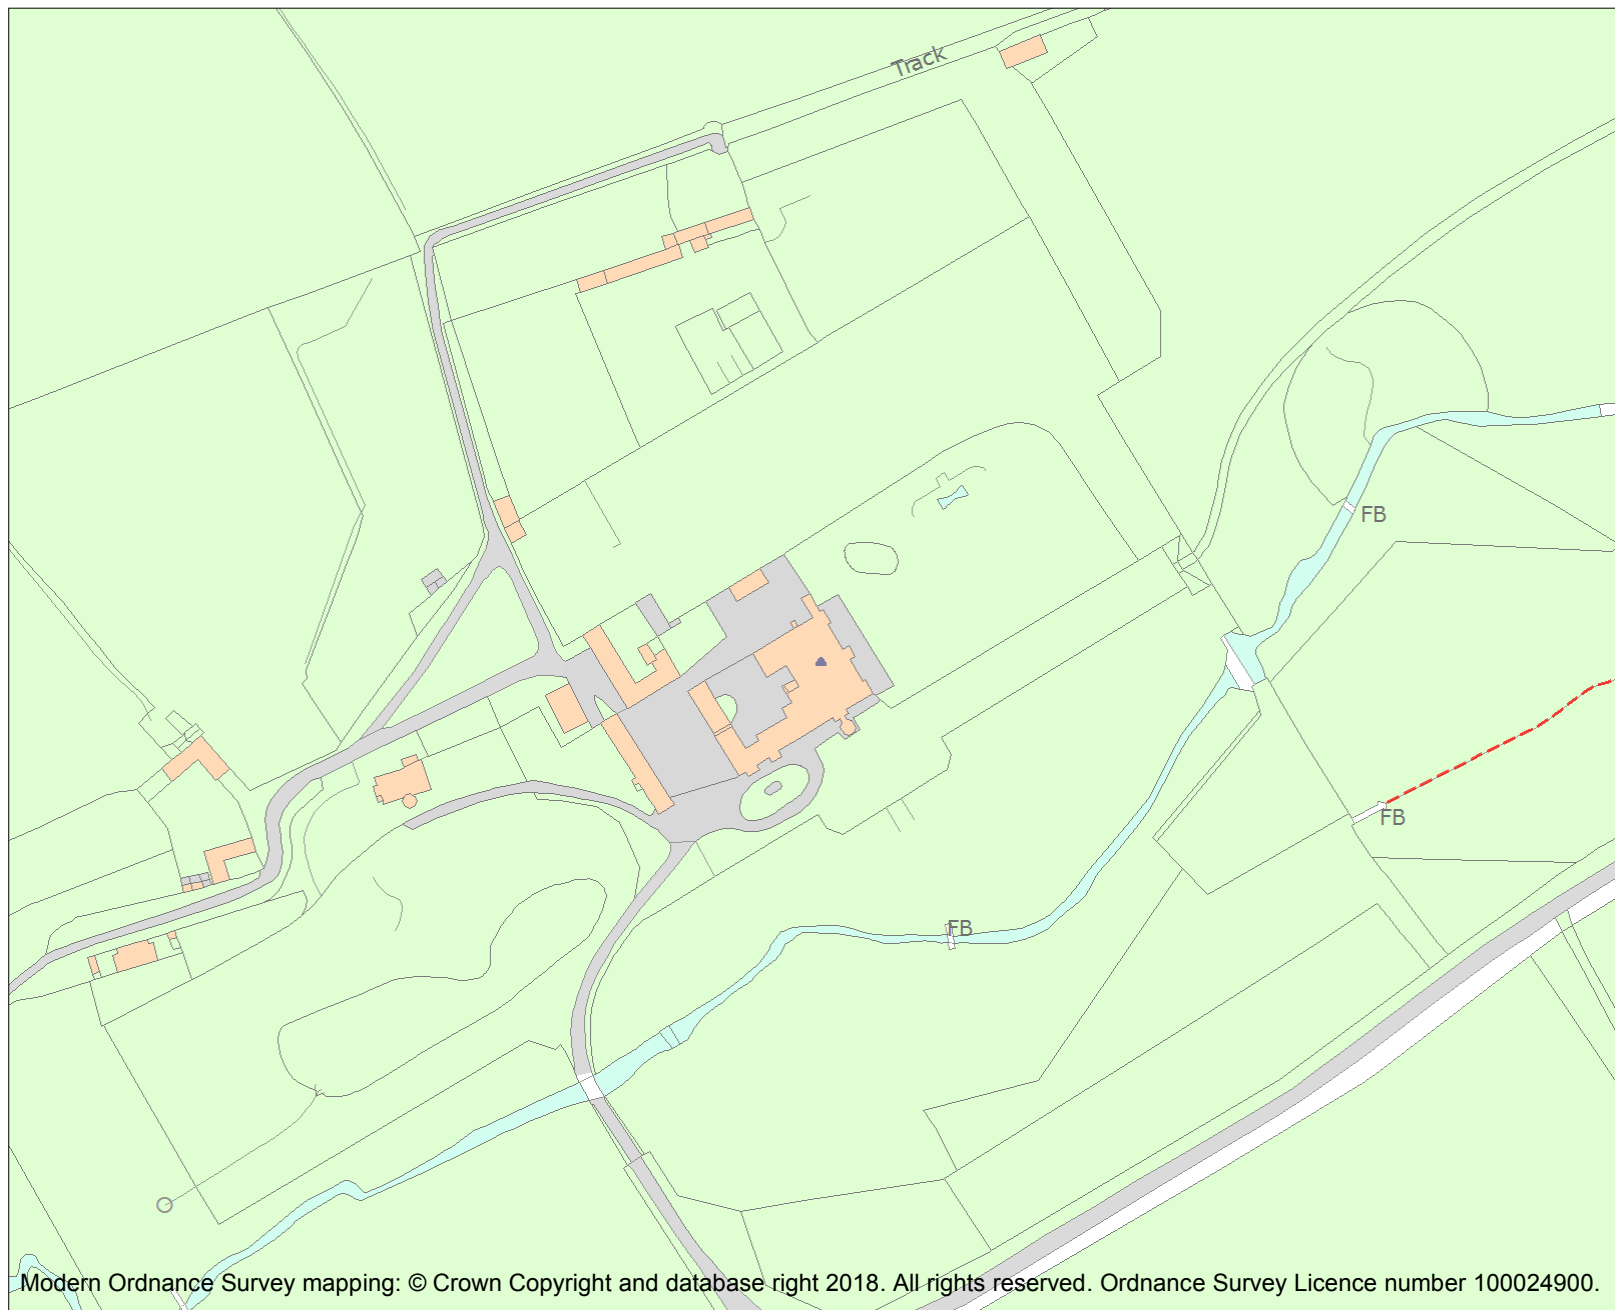 Track
FB
FB
FB
Modern Ordnance Survey mapping: © Crown Copyright and database right 2018. All rights reserved. Ordnance Survey Licence number 100024900.